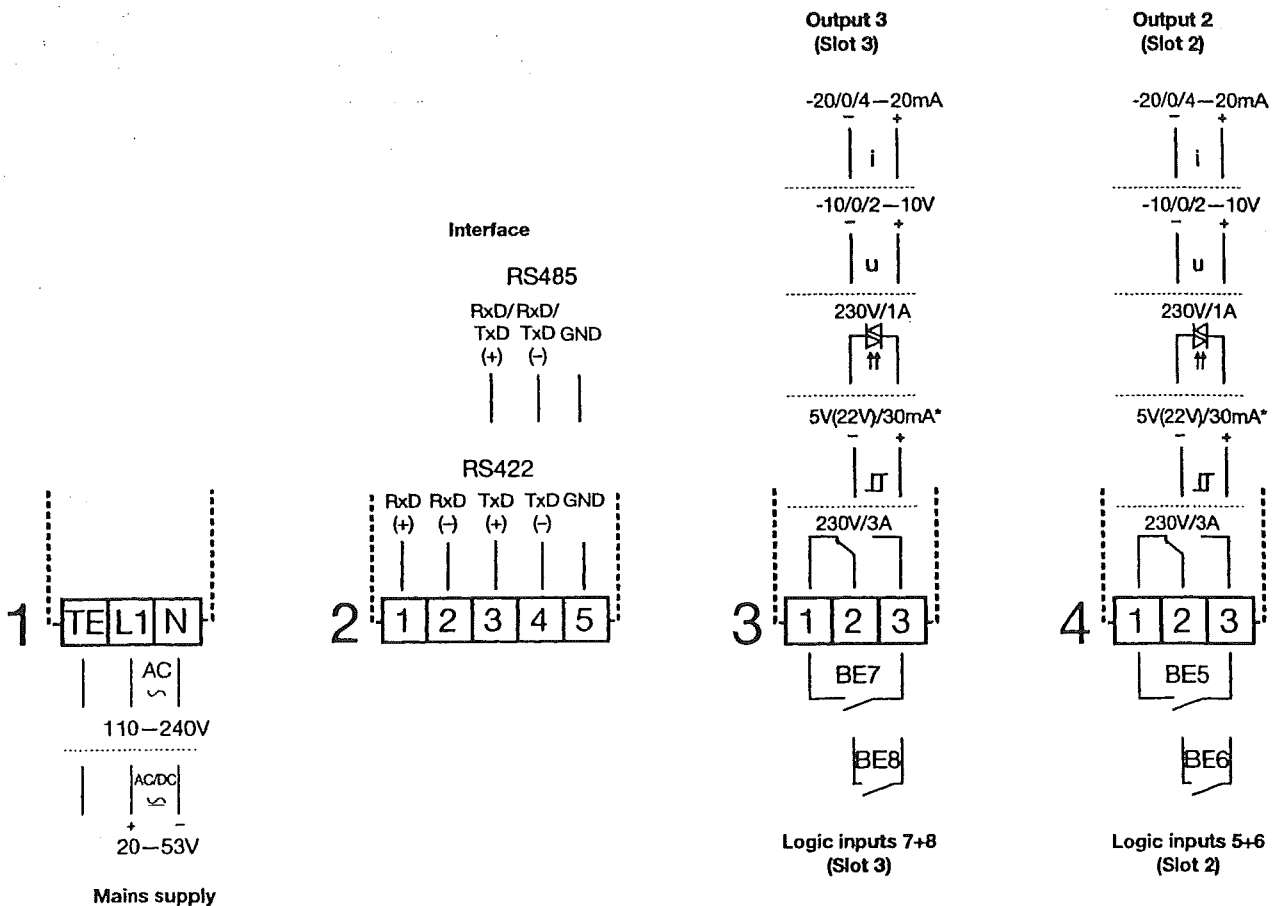 Output 3
(Slot 3)
-20/0/4—20mA
− +
i
-10/0/2—10V
− +
u
230V/1A
5V(22V)/30mA*
− +
230V/3A
3
1 2 3
BE7
BE8
Logic inputs 7+8
(Slot 3)
Output 2
(Slot 2)
-20/0/4—20mA
− +
i
-10/0/2—10V
− +
u
230V/1A
5V(22V)/30mA*
− +
230V/3A
4
1 2 3
BE5
BE6
Logic inputs 5+6
(Slot 2)
Interface
RS485
RxD/ RxD/
TxD TxD GND
(+) (-)
RS422
RxD RxD TxD TxD GND
(+) (-) (+) (-)
2
1 2 3 4 5
1
TE L1 N
AC
110—240V
AC/DC
+ −
20—53V
Mains supply